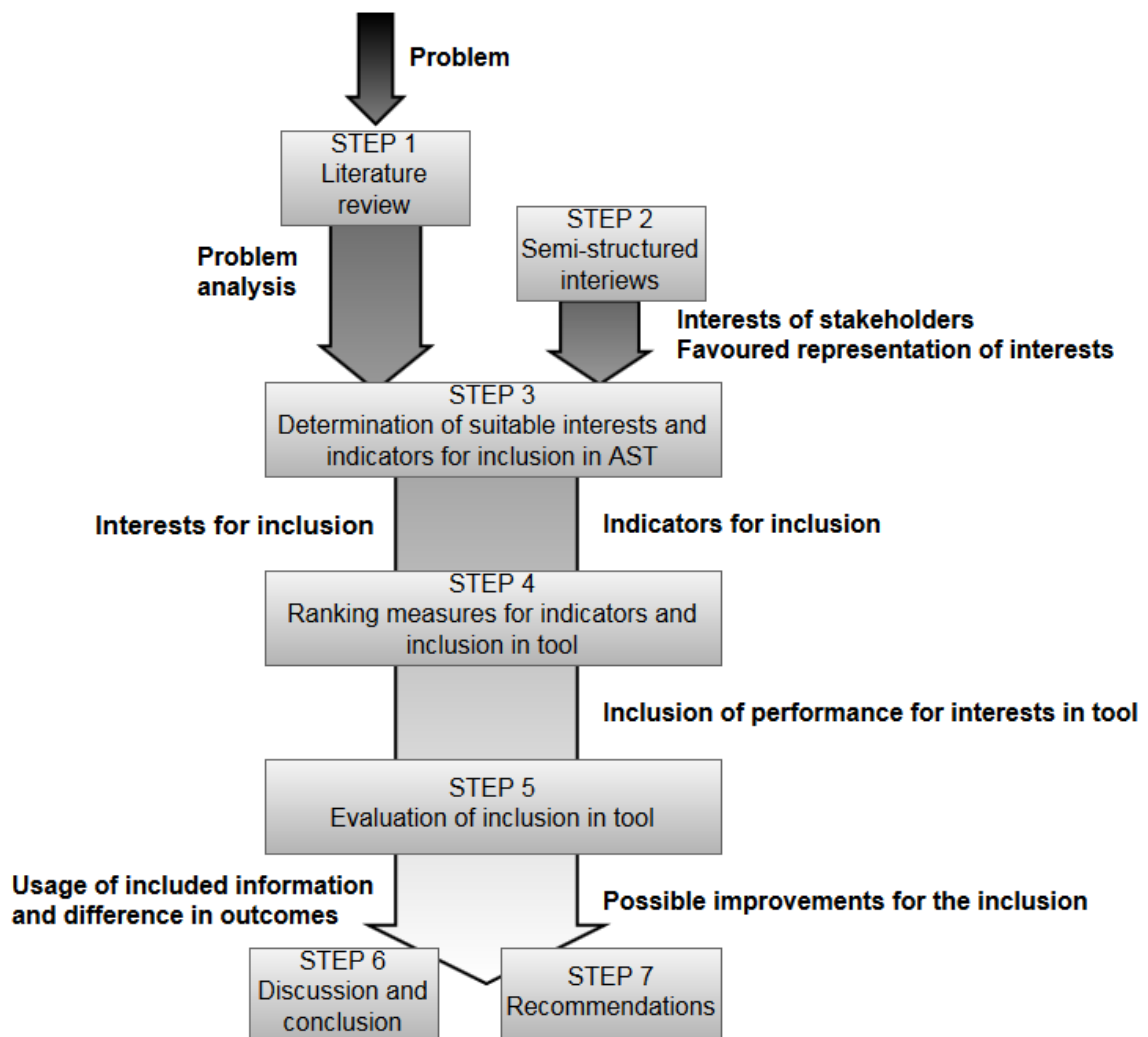 Problem
STEP 1
Literature
review
Problem
analysis
STEP 2
Semi-structured
interiews
Interests of stakeholders
Favoured representation of interests
STEP 3
Determination of suitable interests and
indicators for inclusion in AST
Interests for inclusion
Indicators for inclusion
STEP 4
Ranking measures for indicators and
inclusion in tool
Inclusion of performance for interests in tool
STEP 5
Evaluation of inclusion in tool
Usage of included information
and difference in outcomes
Possible improvements for the inclusion
STEP 6
Discussion and
conclusion
STEP 7
Recommendations